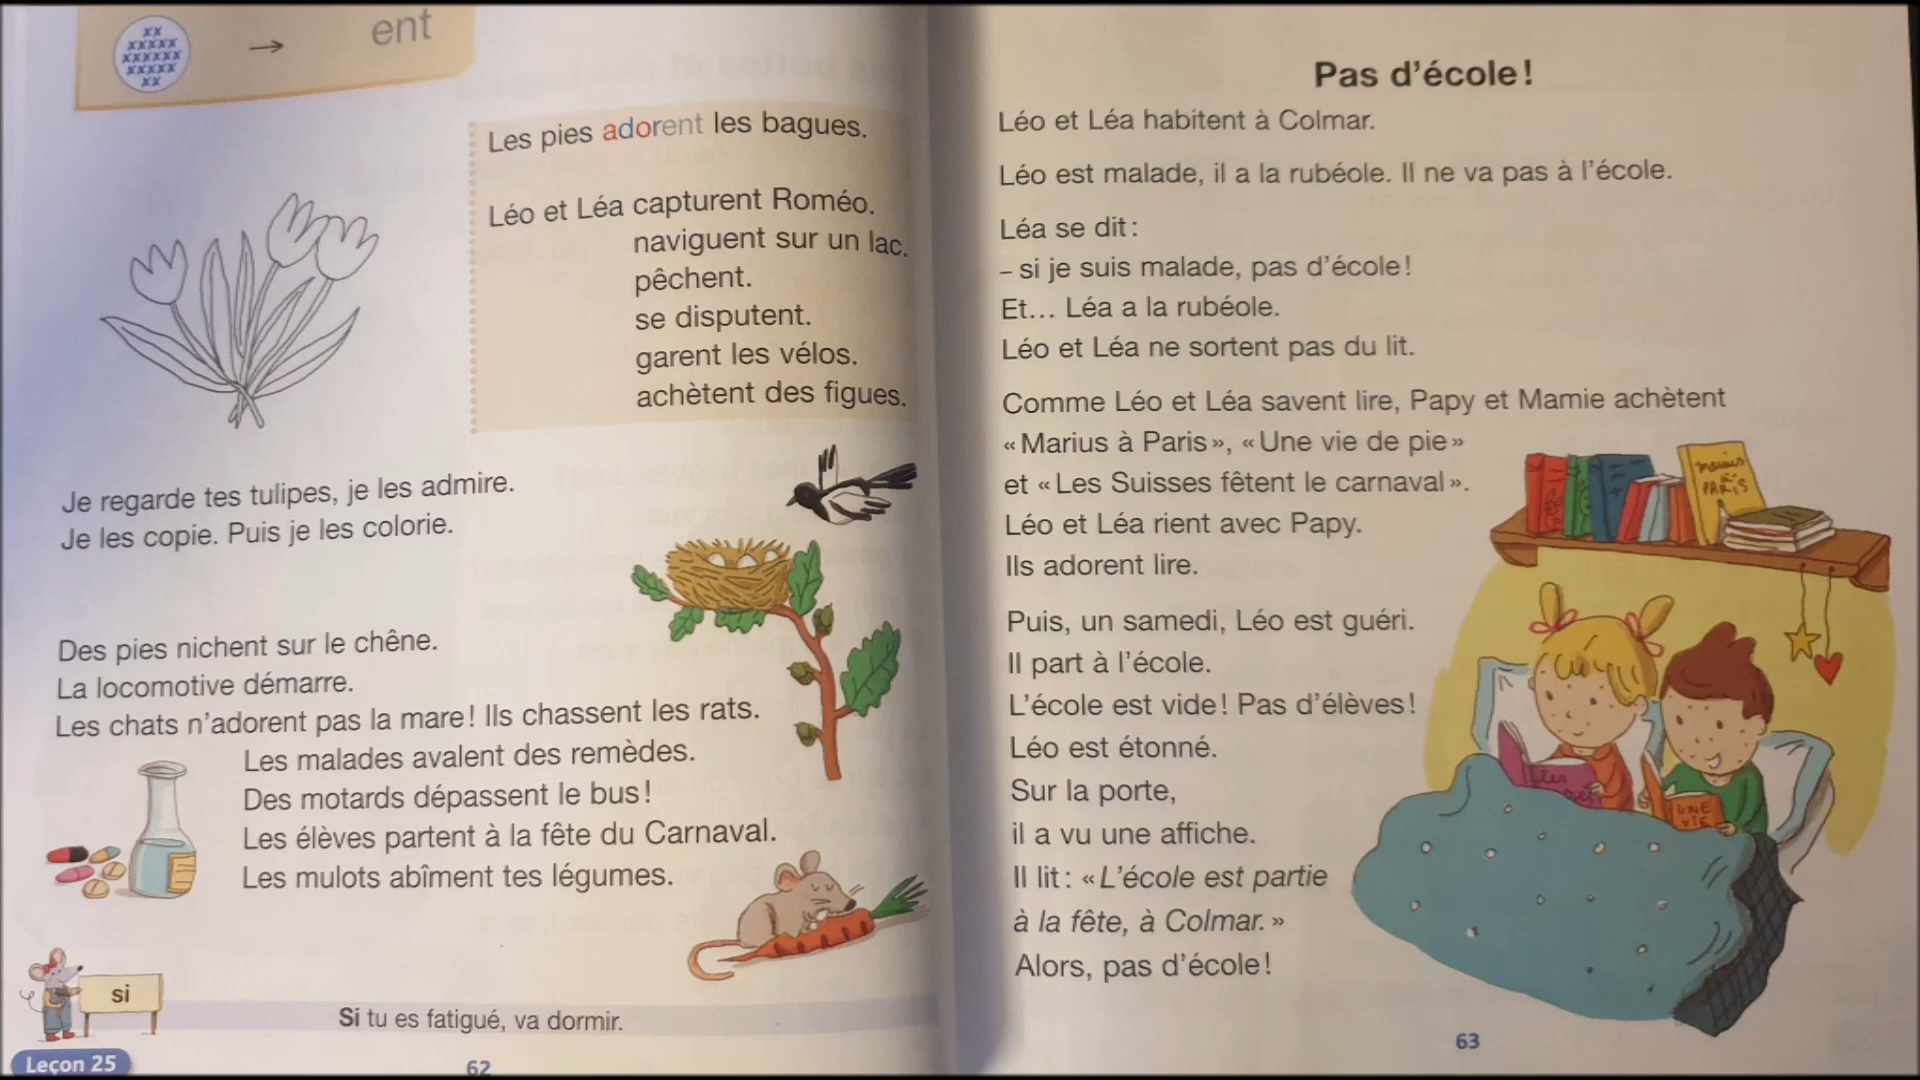 xx
xxxxx
xxxxxx
xxxxx
xx
→ ent
Les pies adorent les bagues.
Léo et Léa capturent Roméo.
naviguent sur un lac.
pêchent.
se disputent.
garent les vélos.
achètent des figues.
Je regarde tes tulipes, je les admire.
Je les copie. Puis je les colorie.
Des pies nichent sur le chêne.
La locomotive démarre.
Les chats n'adorent pas la mare ! Ils chassent les rats.
Les malades avalent des remèdes.
Des motards dépassent le bus !
Les élèves partent à la fête du Carnaval.
Les mulots abîment tes légumes.
si
Si tu es fatigué, va dormir.
Leçon 25
62
Pas d'école !
Léo et Léa habitent à Colmar.
Léo est malade, il a la rubéole. Il ne va pas à l'école.
Léa se dit :
– si je suis malade, pas d'école !
Et… Léa a la rubéole.
Léo et Léa ne sortent pas du lit.
Comme Léo et Léa savent lire, Papy et Mamie achètent
« Marius à Paris », « Une vie de pie »
et « Les Suisses fêtent le carnaval ».
Léo et Léa rient avec Papy.
Ils adorent lire.
Puis, un samedi, Léo est guéri.
Il part à l'école.
L'école est vide ! Pas d'élèves !
Léo est étonné.
Sur la porte,
il a vu une affiche.
Il lit : « L'école est partie
à la fête, à Colmar. »
Alors, pas d'école !
marius
à
PARIS
les
UNE
VIE
63